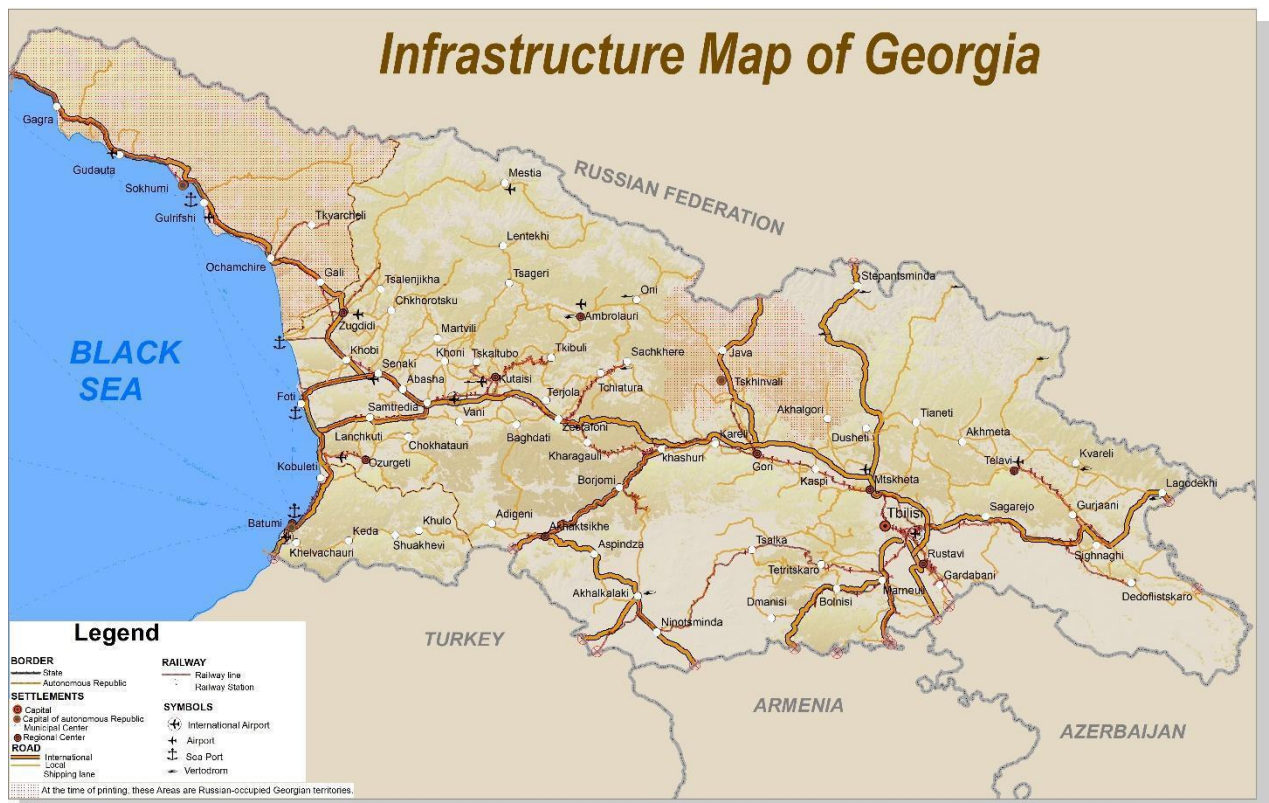 Infrastructure Map of Georgia
RUSSIAN FEDERATION
BLACK
SEA
TURKEY
ARMENIA
AZERBAIJAN
Gagra
Gudauta
Sokhumi
Gulrifshi
Tkyarcheli
Ochamchire
Gali
Mestia
Lentekhi
Tsageri
Tsalenjikha
Chkhorotsku
Zugdidi
Oni
Ambrolauri
Stepantsminda
Martvili
Khobi
Senaki
Khoni
Tskaltubo
Tkibuli
Sachkhere
Java
Abasha
Kutaisi
Tchiatura
Tskhinvali
Foti
Samtredia
Vani
Terjola
Zestafoni
Akhalgori
Tianeti
Lanchkuti
Chokhatauri
Baghdati
Kareli
Dusheti
Akhmeta
Kharagauli
khashuri
Gori
Kaspi
Mtskheta
Telavi
Kvareli
Lagodekhi
Kobuleti
Ozurgeti
Borjomi
Tbilisi
Sagarejo
Gurjaani
Batumi
Keda
Khulo
Adigeni
Akhaktsikhe
Khelvachauri
Shuakhevi
Aspindza
Tsalka
Rustavi
Sighnaghi
Tetritskaro
Gardabani
Dedoflistskaro
Akhalkalaki
Dmanisi
Bolnisi
Marneuli
Ninotsminda
Legend
BORDER
State
Autonomous Republic
SETTLEMENTS
Capital
Capital of autonomous Republic
Municipal Center
Regional Center
ROAD
International
Local
Shipping lane
RAILWAY
Railway line
Railway Station
SYMBOLS
International Airport
Airport
Sea Port
Vertodrom
At the time of printing, these Areas are Russian-occupied Georgian territories.